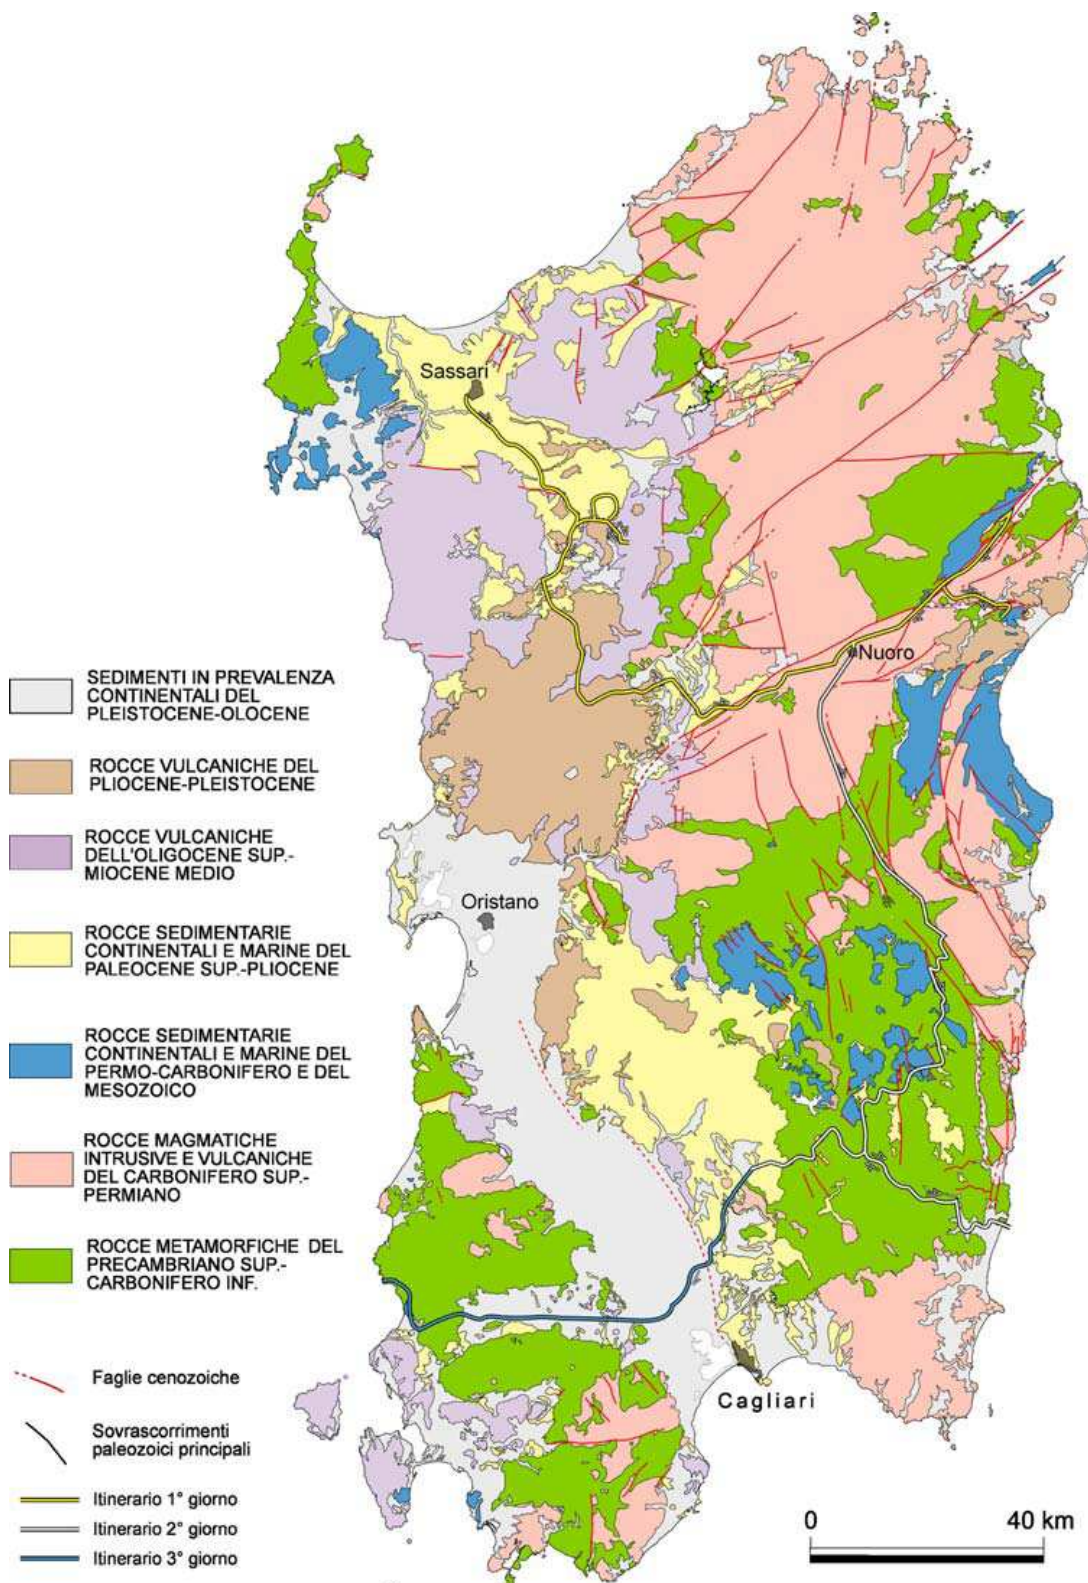 Sassari
Nuoro
SEDIMENTI IN PREVALENZA
CONTINENTALI DEL
PLEISTOCENE-OLOCENE
ROCCE VULCANICHE DEL
PLIOCENE-PLEISTOCENE
ROCCE VULCANICHE
DELL'OLIGOCENE SUP.-
MIOCENE MEDIO
Oristano
ROCCE SEDIMENTARIE
CONTINENTALI E MARINE DEL
PALEOCENE SUP.-PLIOCENE
ROCCE SEDIMENTARIE
CONTINENTALI E MARINE DEL
PERMO-CARBONIFERO E DEL
MESOZOICO
ROCCE MAGMATICHE
INTRUSIVE E VULCANICHE
DEL CARBONIFERO SUP.-
PERMIANO
ROCCE METAMORFICHE DEL
PRECAMBRIANO SUP.-
CARBONIFERO INF.
Faglie cenozoiche
Cagliari
Sovrascorrimenti
paleozoici principali
Itinerario 1° giorno
Itinerario 2° giorno
Itinerario 3° giorno
0 40 km